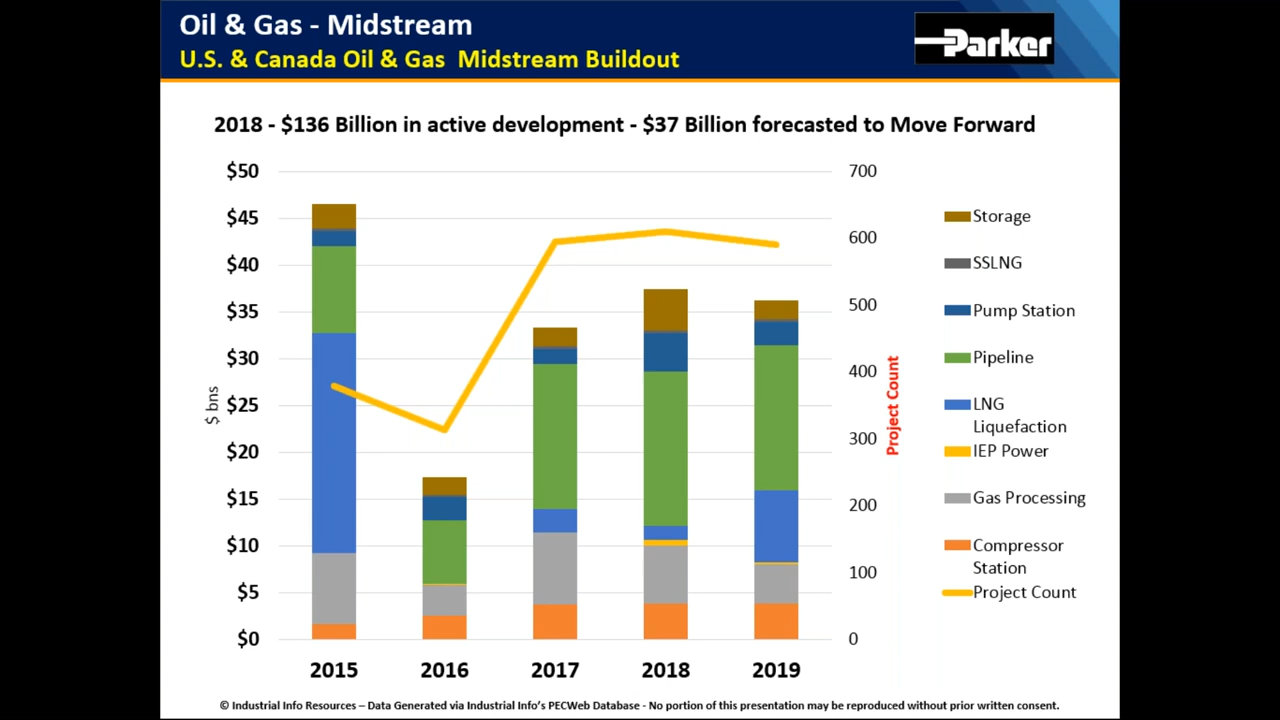 Oil & Gas - Midstream
U.S. & Canada Oil & Gas  Midstream Buildout
Parker
2018 - $136 Billion in active development - $37 Billion forecasted to Move Forward
$50
$45
$40
$35
$30
$25
$20
$15
$10
$5
$0
$ bns
700
600
500
400
300
200
100
0
Project Count
Storage
SSLNG
Pump Station
Pipeline
LNG
Liquefaction
IEP Power
Gas Processing
Compressor
Station
Project Count
2015 2016 2017 2018 2019
© Industrial Info Resources – Data Generated via Industrial Info's PECWeb Database - No portion of this presentation may be reproduced without prior written consent.